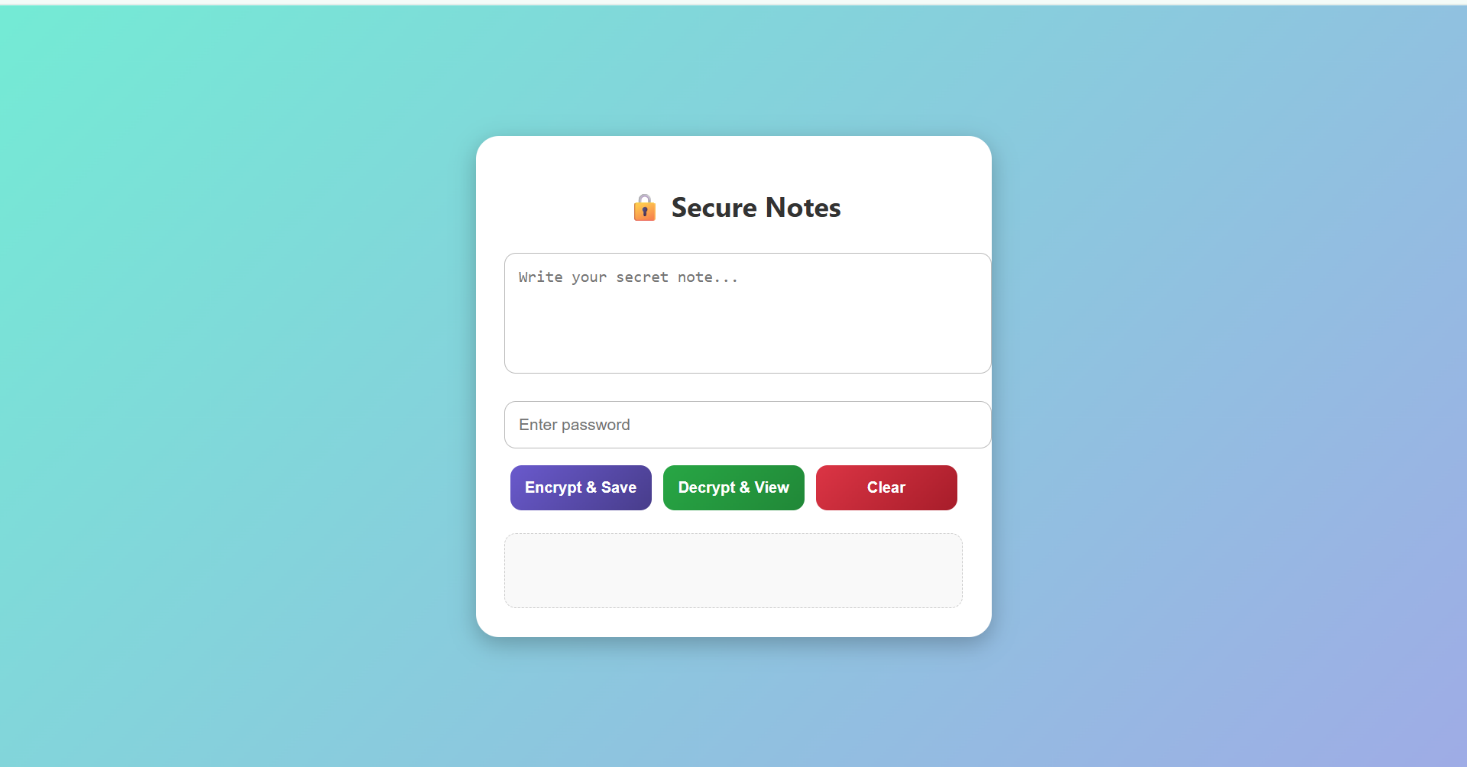 Secure Notes
Write your secret note...
Enter password
Encrypt & Save Decrypt & View Clear